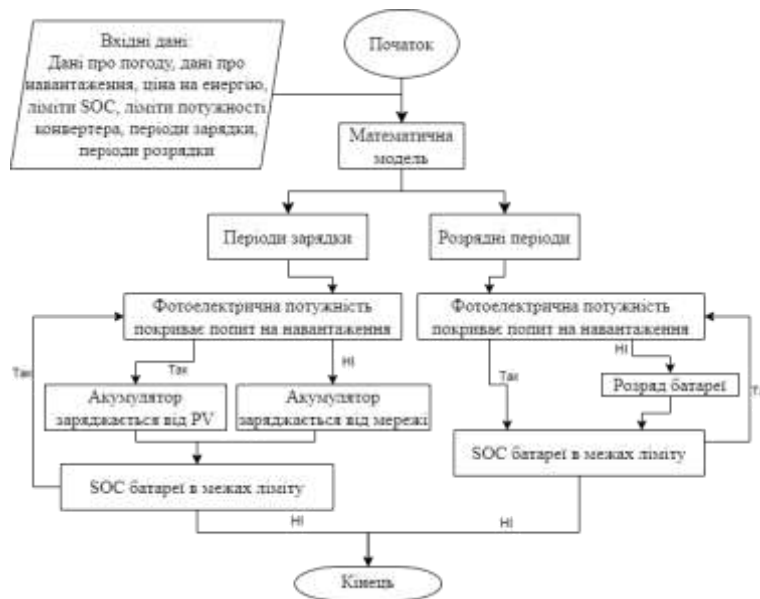 Вхідні дані:
Дані про погоду, дані про
навантаження, ціна на енергію,
ліміти SOC, ліміти потужності
конвертера, періоди зарядки,
періоди розрядки
Початок
Математична
модель
Періоди зарядки
Розрядні періоди
Фотоелектрична потужність
покриває попит на навантаження
Фотоелектрична потужність
покриває попит на навантаження
Так
Так
НІ
Так
НІ
Акумулятор
заряджається від PV
Акумулятор
заряджається від мережі
Розряд батареї
SOC батареї в межах ліміту
SOC батареї в межах ліміту
НІ
НІ
Кінець